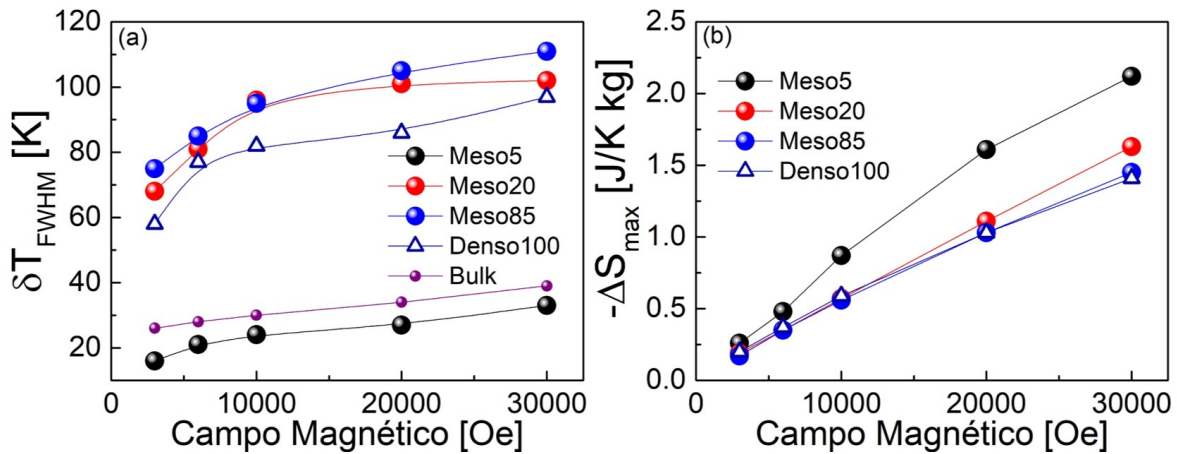 (a)
δT_FWHM [K]
120
100
80
60
40
20
0
10000
20000
30000
Campo Magnético [Oe]
Meso5
Meso20
Meso85
Denso100
Bulk
(b)
-ΔS_max [J/K kg]
2.5
2.0
1.5
1.0
0.5
0.0
0
10000
20000
30000
Campo Magnético [Oe]
Meso5
Meso20
Meso85
Denso100